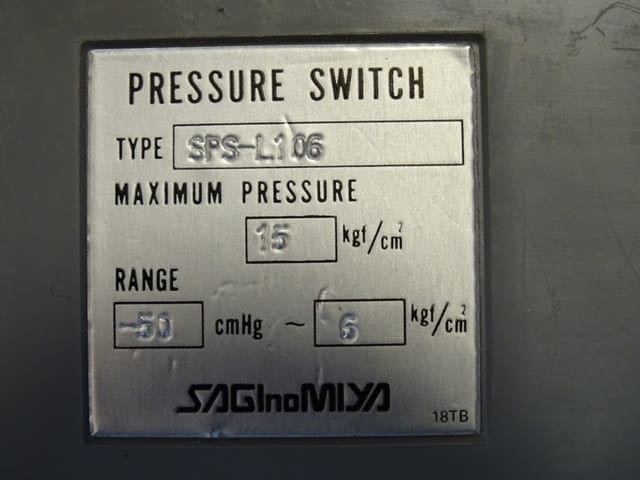 PRESSURE SWITCH
TYPE SPS-L106
MAXIMUM PRESSURE
15 kgf/cm²
RANGE
-50 cmHg ~ 6 kgf/cm²
SAGInoMIYA
18TB